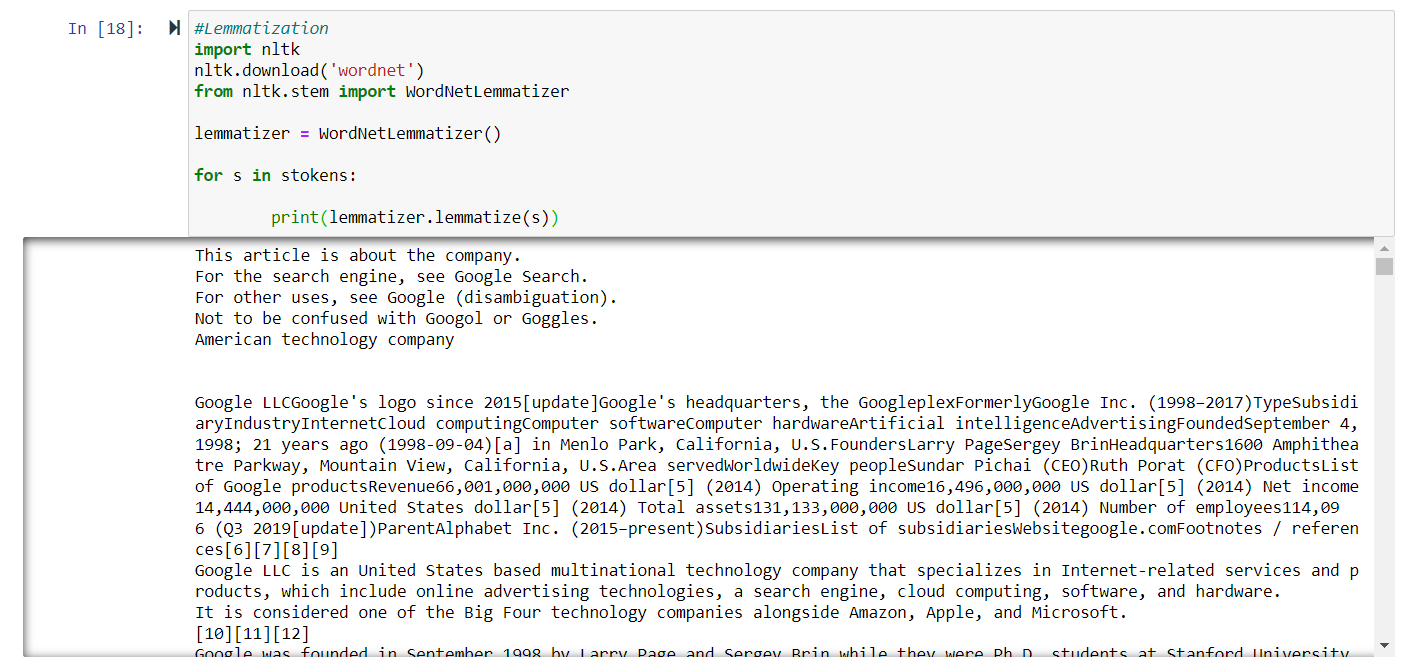 In [18]: #Lemmatization
import nltk
nltk.download('wordnet')
from nltk.stem import WordNetLemmatizer
lemmatizer = WordNetLemmatizer()
for s in stokens:
print(lemmatizer.lemmatize(s))
This article is about the company.
For the search engine, see Google Search.
For other uses, see Google (disambiguation).
Not to be confused with Googol or Goggles.
American technology company
Google LLCGoogle's logo since 2015[update]Google's headquarters, the GoogleplexFormerlyGoogle Inc. (1998–2017)TypeSubsidi
aryIndustryInternetCloud computingComputer softwareComputer hardwareArtificial intelligenceAdvertisingFoundedSeptember 4,
1998; 21 years ago (1998-09-04)[a] in Menlo Park, California, U.S.FoundersLarry PageSergey BrinHeadquarters1600 Amphithea
tre Parkway, Mountain View, California, U.S.Area servedWorldwideKey peopleSundar Pichai (CEO)Ruth Porat (CFO)ProductsList
of Google productsRevenue66,001,000,000 US dollar[5] (2014) Operating income16,496,000,000 US dollar[5] (2014) Net income
14,444,000,000 United States dollar[5] (2014) Total assets131,133,000,000 US dollar[5] (2014) Number of employees114,09
6 (Q3 2019[update])ParentAlphabet Inc. (2015–present)SubsidiariesList of subsidiariesWebsitegoogle.comFootnotes / referen
ces[6][7][8][9]
Google LLC is an United States based multinational technology company that specializes in Internet-related services and p
roducts, which include online advertising technologies, a search engine, cloud computing, software, and hardware.
It is considered one of the Big Four technology companies alongside Amazon, Apple, and Microsoft.
[10][11][12]
Google was founded in September 1998 by Larry Page and Sergey Brin while they were Ph.D. students at Stanford University